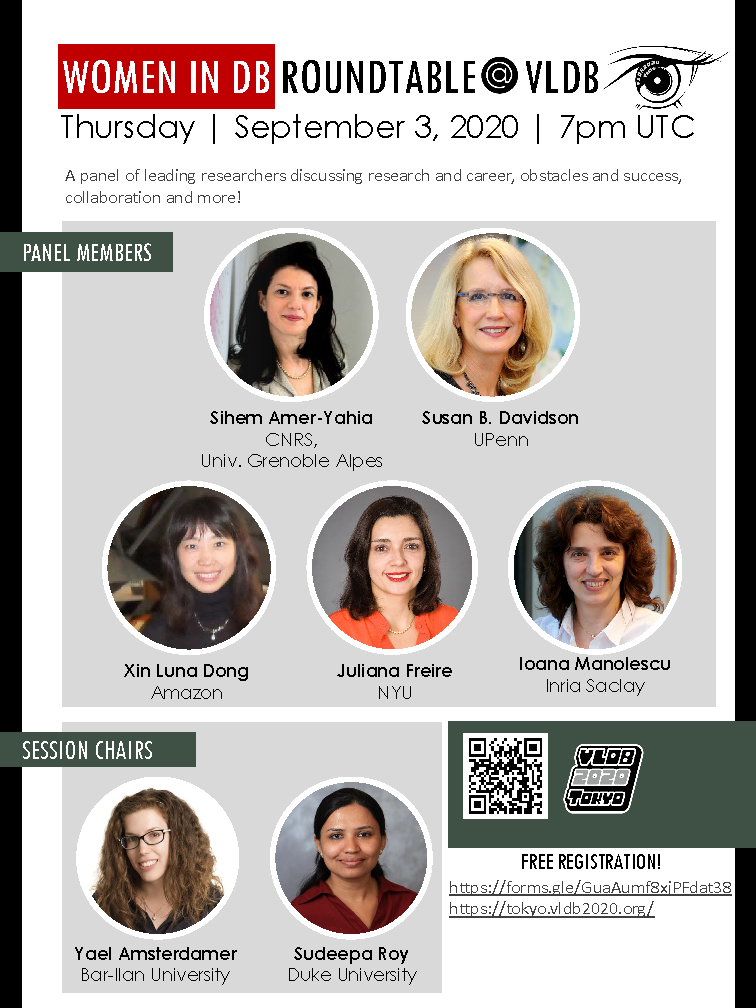 WOMEN IN DB ROUNDTABLE@VLDB
Thursday | September 3, 2020 | 7pm UTC
A panel of leading researchers discussing research and career, obstacles and success,
collaboration and more!
PANEL MEMBERS
Sihem Amer-Yahia
CNRS,
Univ. Grenoble Alpes
Susan B. Davidson
UPenn
Xin Luna Dong
Amazon
Juliana Freire
NYU
Ioana Manolescu
Inria Saclay
SESSION CHAIRS
Yael Amsterdamer
Bar-Ilan University
Sudeepa Roy
Duke University
VLDB
2020
TOKYO
FREE REGISTRATION!
https://forms.gle/GuaAumf8xiPFdat38
https://tokyo.vldb2020.org/